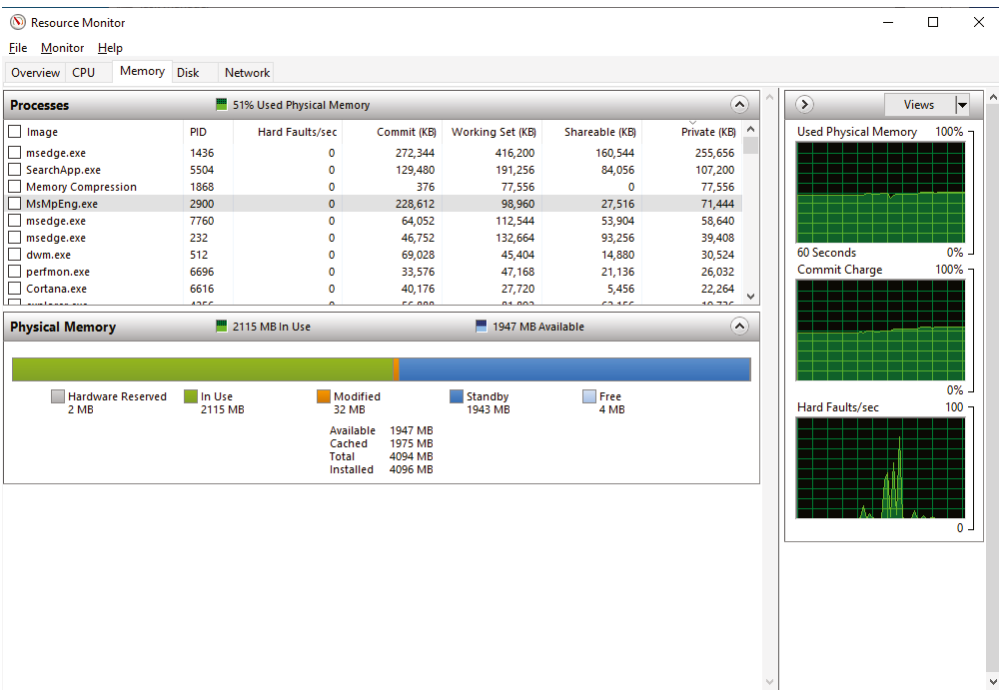 Resource Monitor
File Monitor Help
Overview CPU Memory Disk Network
Processes 51% Used Physical Memory
Image PID Hard Faults/sec Commit (KB) Working Set (KB) Shareable (KB) Private (KB)
msedge.exe 1436 0 272,344 416,200 160,544 255,656
SearchApp.exe 5504 0 129,480 191,256 84,056 107,200
Memory Compression 1868 0 376 77,556 0 77,556
MsMpEng.exe 2900 0 228,612 98,960 27,516 71,444
msedge.exe 7760 0 64,052 112,544 53,904 58,640
msedge.exe 232 0 46,752 132,664 93,256 39,408
dwm.exe 512 0 69,028 45,404 14,880 30,524
perfmon.exe 6696 0 33,576 47,168 21,136 26,032
Cortana.exe 6616 0 40,176 27,720 5,456 22,264
Physical Memory 2115 MB In Use 1947 MB Available
Hardware Reserved In Use Modified Standby Free
2 MB 2115 MB 32 MB 1943 MB 4 MB
Available 1947 MB
Cached 1975 MB
Total 4094 MB
Installed 4096 MB
Views
Used Physical Memory 100%
60 Seconds 0%
Commit Charge 100%
0%
Hard Faults/sec 100
0